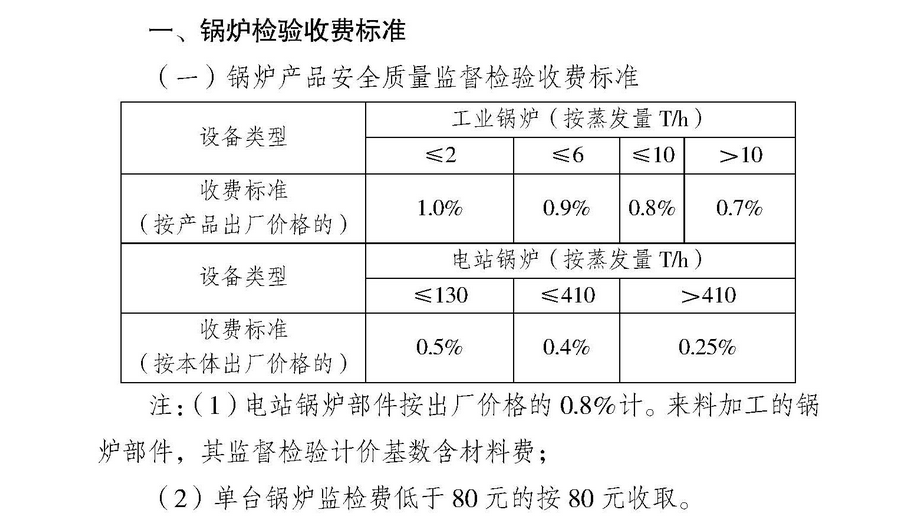 一、锅炉检验收费标准
（一）锅炉产品安全质量监督检验收费标准
设备类型 工业锅炉（按蒸发量 T/h）
≤2 ≤6 ≤10 >10
收费标准
（按产品出厂价格的） 1.0% 0.9% 0.8% 0.7%
设备类型 电站锅炉（按蒸发量 T/h）
≤130 ≤410 >410
收费标准
（按本体出厂价格的） 0.5% 0.4% 0.25%
注：（1）电站锅炉部件按出厂价格的 0.8%计。来料加工的锅
炉部件，其监督检验计价基数含材料费；
（2）单台锅炉监检费低于 80 元的按 80 元收取。